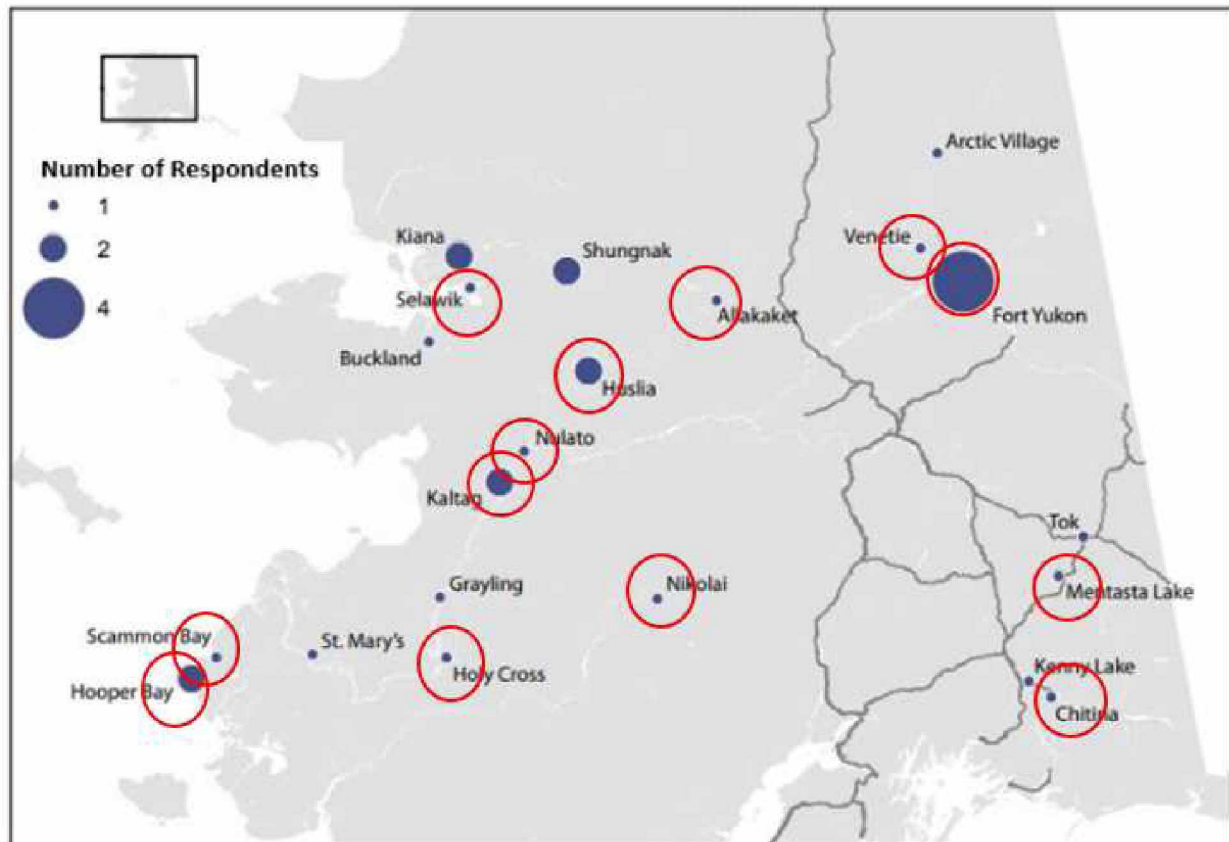 Arctic Village
Number of Respondents
1
2
4
Kiana
Shungnak
Venetie
Selawik
Allakaket
Fort Yukon
Buckland
Huslia
Nulato
Kaltag
Tok
Grayling
Nikolai
Mentasta Lake
Scammon Bay
St. Mary's
Kenny Lake
Holy Cross
Hooper Bay
Chitina